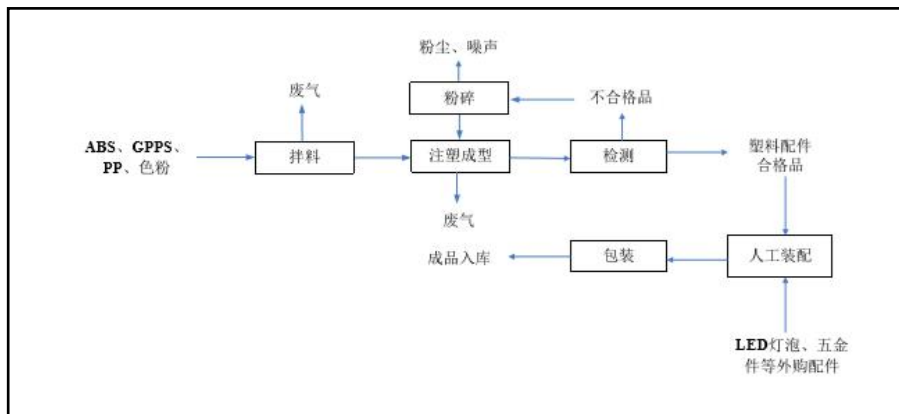 粉尘、噪声
废气
粉碎
不合格品
ABS、GPPS、
PP、色粉
拌料
注塑成型
检测
塑料配件
合格品
废气
成品入库
包装
人工装配
LED灯泡、五金
件等外购配件